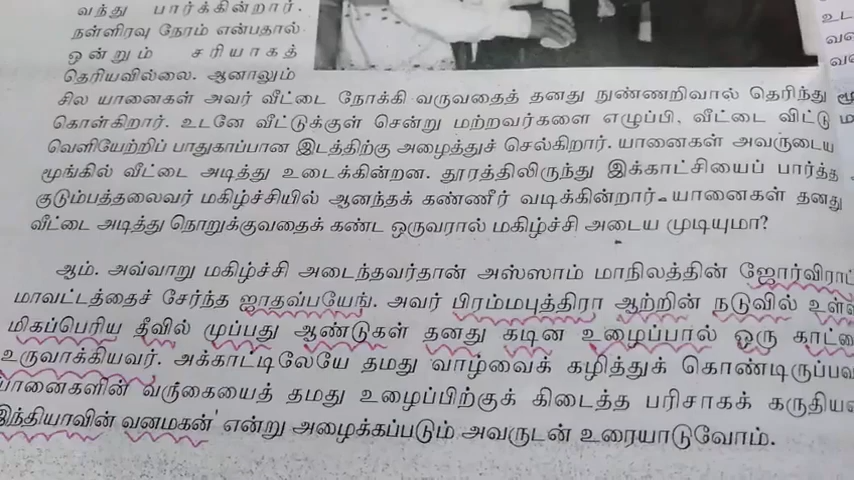 வந்து பார்க்கின்றார்.
நள்ளிரவு நேரம் என்பதால்
ஒன்றும் சரியாகத்
தெரியவில்லை. ஆனாலும்
சில யானைகள் அவர் வீட்டை நோக்கி வருவதைத் தனது நுண்ணறிவால் தெரிந்து
கொள்கிறார். உடனே வீட்டுக்குள் சென்று மற்றவர்களை எழுப்பி, வீட்டை விட்டு
வெளியேற்றிப் பாதுகாப்பான இடத்திற்கு அழைத்துச் செல்கிறார். யானைகள் அவருடைய
மூங்கில் வீட்டை அடித்து உடைக்கின்றன. தூரத்திலிருந்து இக்காட்சியைப் பார்த்த
குடும்பத்தலைவர் மகிழ்ச்சியில் ஆனந்தக் கண்ணீர் வடிக்கின்றார். யானைகள் தனது
வீட்டை அடித்து நொறுக்குவதைக் கண்ட ஒருவரால் மகிழ்ச்சி அடைய முடியுமா?
ஆம். அவ்வாறு மகிழ்ச்சி அடைந்தவர்தான் அஸ்ஸாம் மாநிலத்தின் ஜோர்விராட்
மாவட்டத்தைச் சேர்ந்த ஜாதவ்பயேங். அவர் பிரம்மபுத்திரா ஆற்றின் நடுவில்
மிகப்பெரிய தீவில் முப்பது ஆண்டுகள் தனது கடின உழைப்பால் ஒரு காட்டை
உருவாக்கியவர். அக்காட்டிலேயே தமது வாழ்வைக் கழித்துக் கொண்டிருப்பவ
யானைகளின் வருகையைத் தமது உழைப்பிற்குக் கிடைத்த பரிசாகக் கருதிய
இந்தியாவின் வனமகன்' என்று அழைக்கப்படும் அவருடன் உரையாடுவோம்.